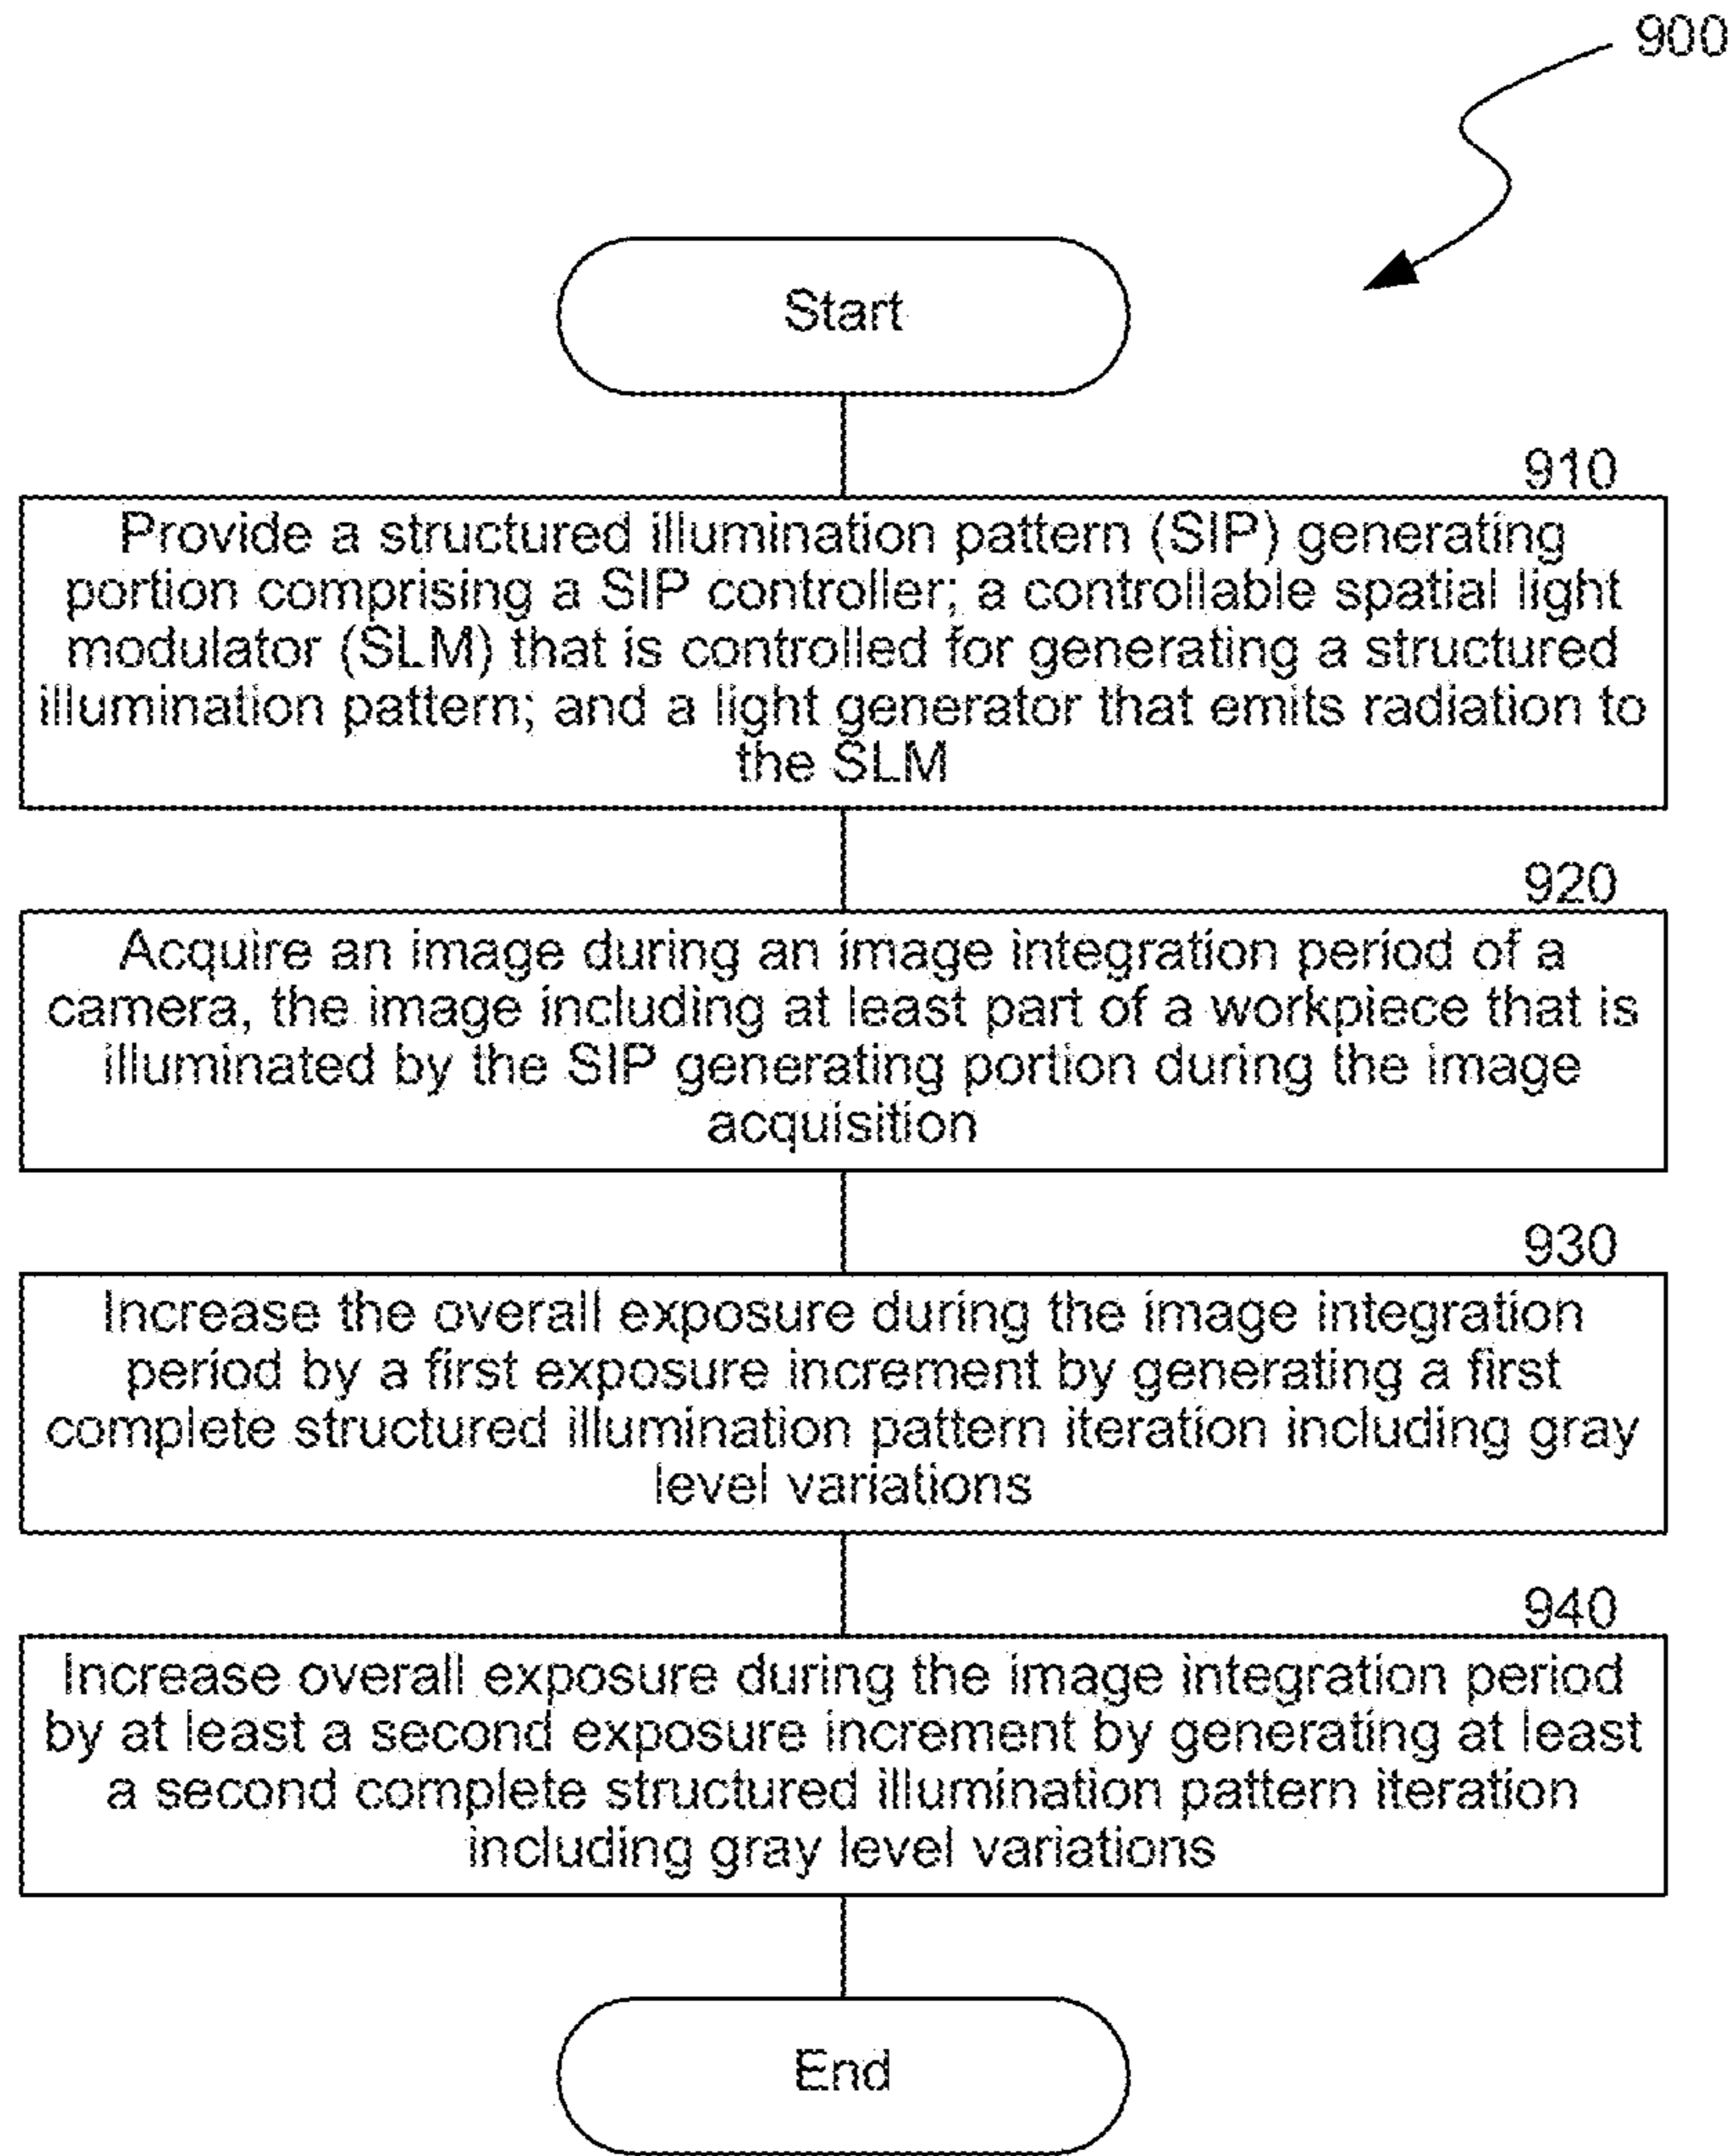 900
Start
910
Provide a structured illumination pattern (SIP) generating
portion comprising a SIP controller; a controllable spatial light
modulator (SLM) that is controlled for generating a structured
illumination pattern; and a light generator that emits radiation to
the SLM
920
Acquire an image during an image integration period of a
camera, the image including at least part of a workpiece that is
illuminated by the SIP generating portion during the image
acquisition
930
Increase the overall exposure during the image integration
period by a first exposure increment by generating a first
complete structured illumination pattern iteration including gray
level variations
940
Increase overall exposure during the image integration period
by at least a second exposure increment by generating at least
a second complete structured illumination pattern iteration
including gray level variations
End